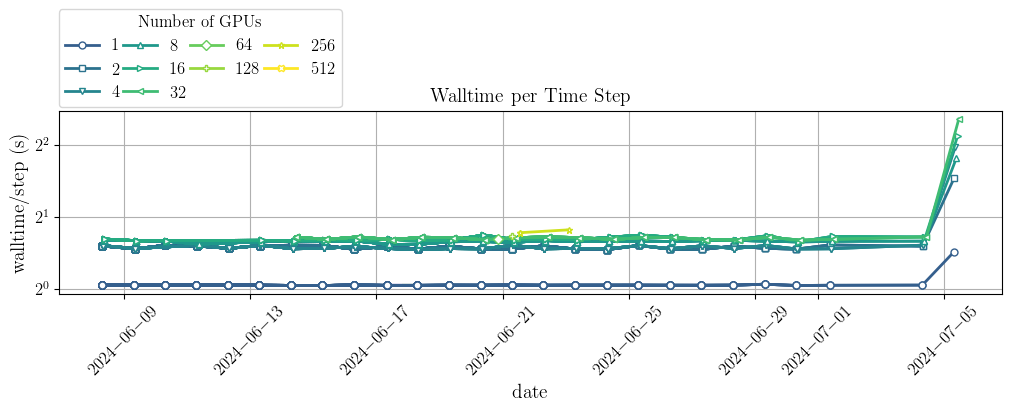 Number of GPUs
1 8 64 256
2 16 128 512
4 32
Walltime per Time Step
walltime/step (s)
2^2
2^1
2^0
2024−06−09 2024−06−13 2024−06−17 2024−06−21 2024−06−25 2024−06−29 2024−07−01 2024−07−05
date